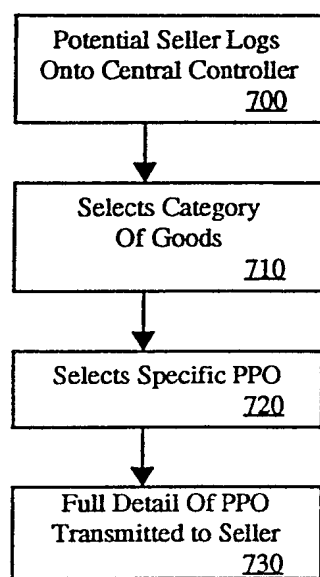 Potential Seller Logs
Onto Central Controller
700
Selects Category
Of Goods
710
Selects Specific PPO
720
Full Detail Of PPO
Transmitted to Seller
730